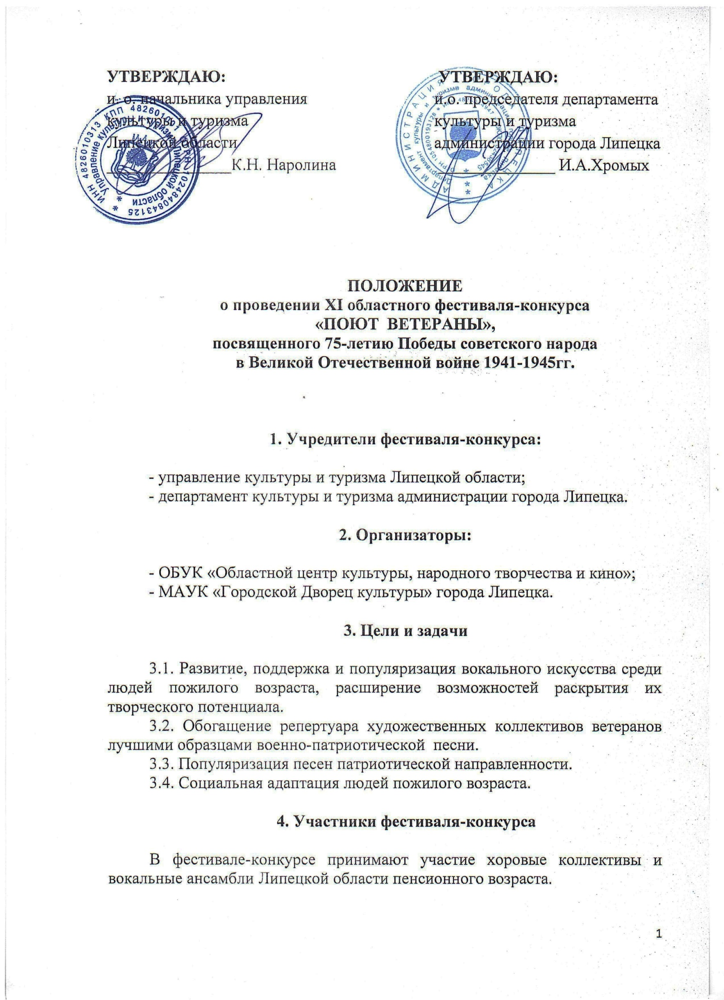 УТВЕРЖДАЮ:
и. о. начальника управления
культуры и туризма
Липецкой области
К.Н. Наролина
ИНН 4826010313 КПП 482601001 ОГРН 1024840843125
Управление культуры и туризма Липецкой области
УТВЕРЖДАЮ:
и.о. председателя департамента
культуры и туризма
администрации города Липецка
И.А.Хромых
АДМИНИСТРАЦИЯ ГОРОДА ЛИПЕЦКА
Департамент культуры и туризма администрации города Липецка
ПОЛОЖЕНИЕ
о проведении XI областного фестиваля-конкурса
«ПОЮТ ВЕТЕРАНЫ»,
посвященного 75-летию Победы советского народа
в Великой Отечественной войне 1941-1945гг.
1. Учредители фестиваля-конкурса:
- управление культуры и туризма Липецкой области;
- департамент культуры и туризма администрации города Липецка.
2. Организаторы:
- ОБУК «Областной центр культуры, народного творчества и кино»;
- МАУК «Городской Дворец культуры» города Липецка.
3. Цели и задачи
3.1. Развитие, поддержка и популяризация вокального искусства среди
людей пожилого возраста, расширение возможностей раскрытия их
творческого потенциала.
3.2. Обогащение репертуара художественных коллективов ветеранов
лучшими образцами военно-патриотической песни.
3.3. Популяризация песен патриотической направленности.
3.4. Социальная адаптация людей пожилого возраста.
4. Участники фестиваля-конкурса
В фестивале-конкурсе принимают участие хоровые коллективы и
вокальные ансамбли Липецкой области пенсионного возраста.
1